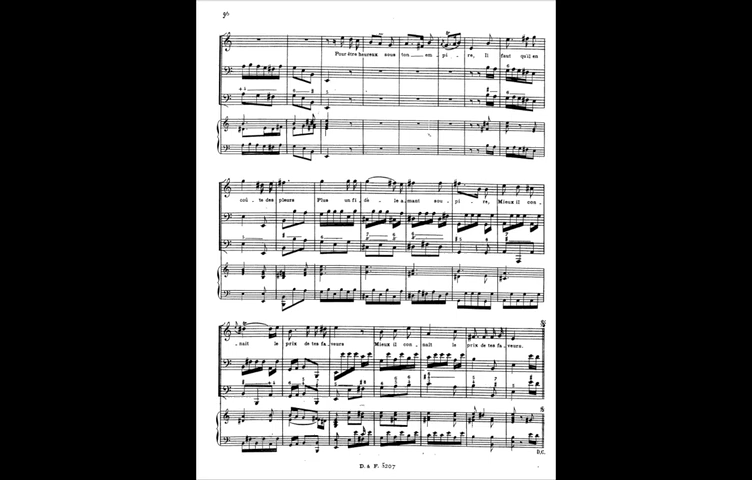 96
Pour être heureux sous ton em _ pi _ re, Il faut qu'il en
coû _ te des pleurs Plus un fi _ dè _ le a _ mant sou _ pi _ re, Mieux il con _
_ naît le prix de tes fa _ veurs Mieux il con _ naît le prix de tes fa _ veurs.
D.C.
D. & F. 5207